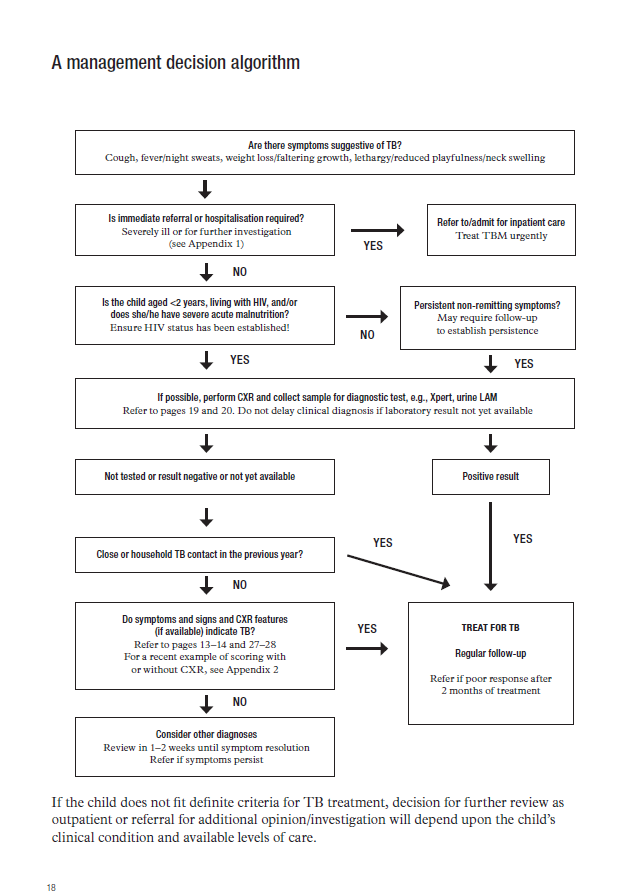 A management decision algorithm
Are there symptoms suggestive of TB?
Cough, fever/night sweats, weight loss/faltering growth, lethargy/reduced playfulness/neck swelling
Is immediate referral or hospitalisation required?
Severely ill or for further investigation
(see Appendix 1)
YES
Refer to/admit for inpatient care
Treat TBM urgently
NO
Is the child aged <2 years, living with HIV, and/or
does she/he have severe acute malnutrition?
Ensure HIV status has been established!
NO
Persistent non-remitting symptoms?
May require follow-up
to establish persistence
YES
YES
If possible, perform CXR and collect sample for diagnostic test, e.g., Xpert, urine LAM
Refer to pages 19 and 20. Do not delay clinical diagnosis if laboratory result not yet available
Not tested or result negative or not yet available
Positive result
Close or household TB contact in the previous year?
YES
YES
NO
Do symptoms and signs and CXR features
(if available) indicate TB?
Refer to pages 13–14 and 27–28
For a recent example of scoring with
or without CXR, see Appendix 2
YES
TREAT FOR TB
Regular follow-up
Refer if poor response after
2 months of treatment
NO
Consider other diagnoses
Review in 1–2 weeks until symptom resolution
Refer if symptoms persist
If the child does not fit definite criteria for TB treatment, decision for further review as
outpatient or referral for additional opinion/investigation will depend upon the child's
clinical condition and available levels of care.
18